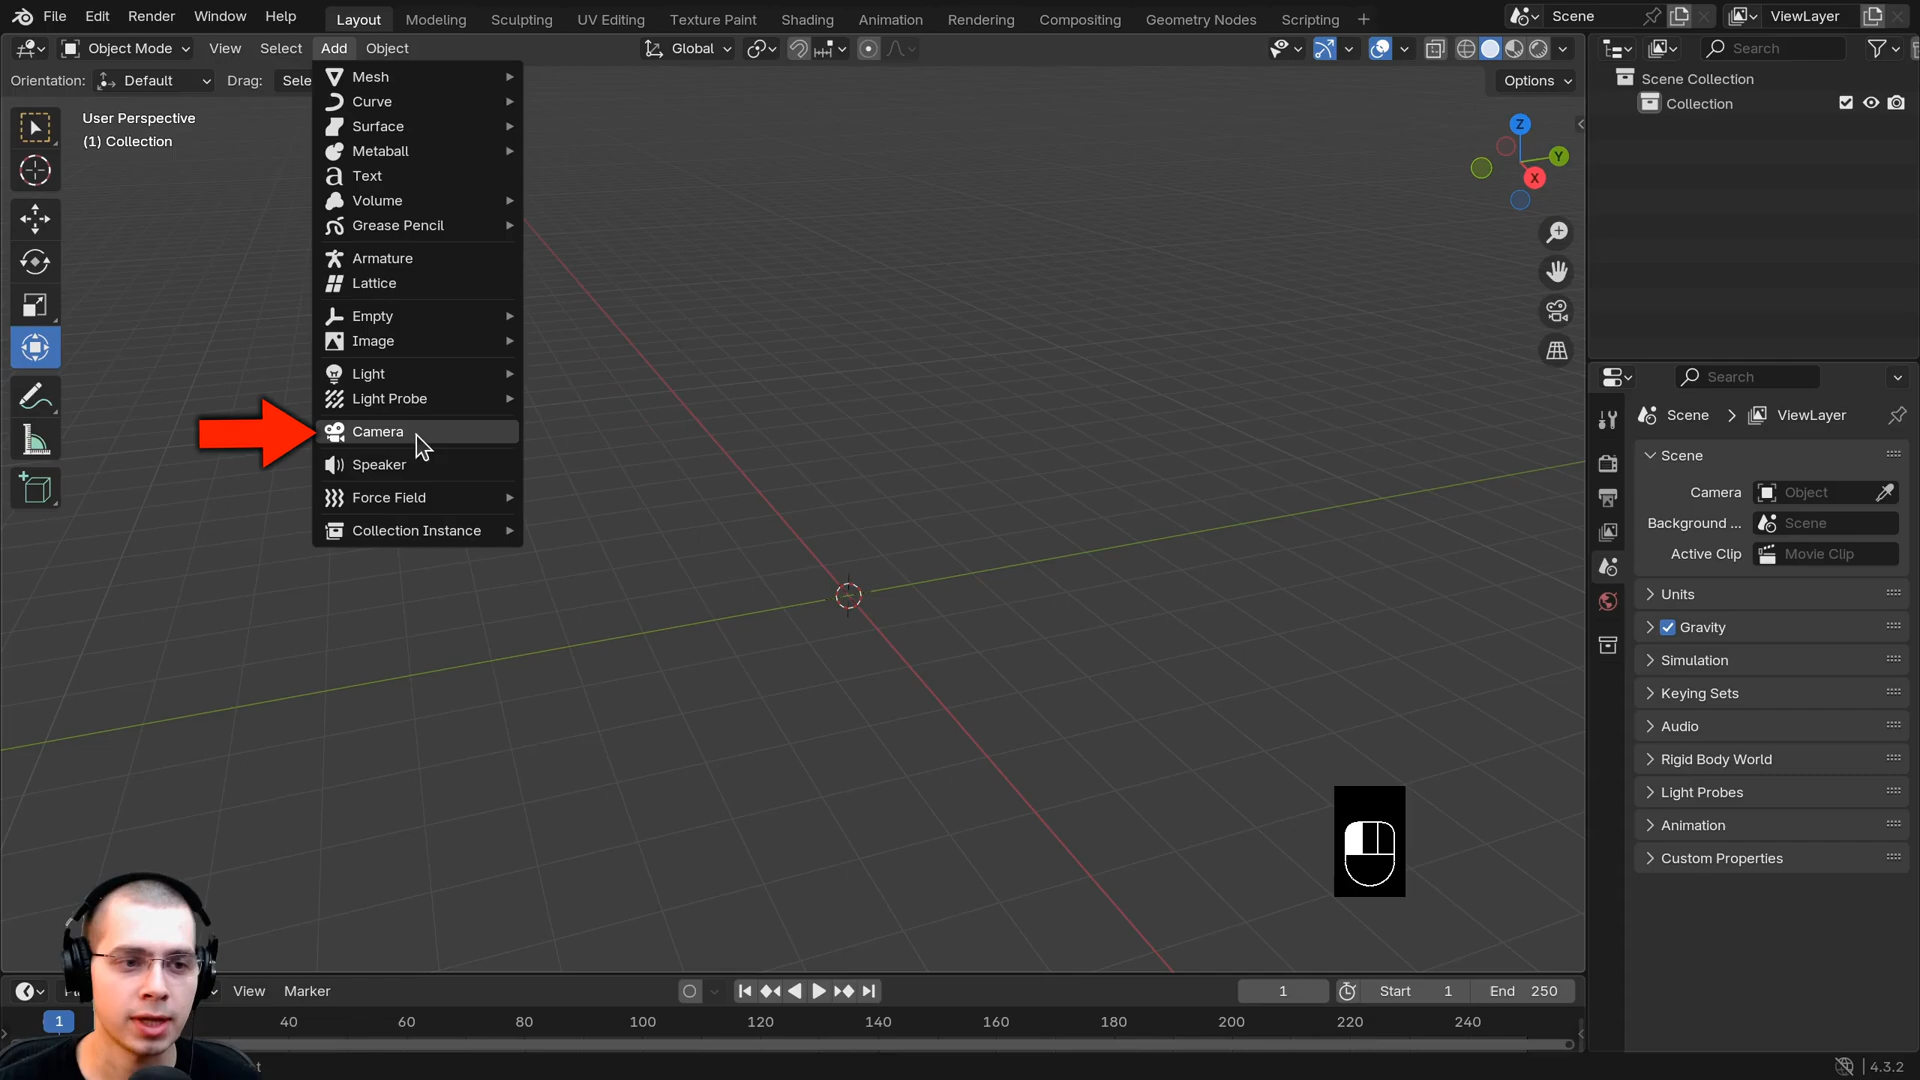 File Edit Render Window Help Layout Modeling Sculpting UV Editing Texture Paint Shading Animation Rendering Compositing Geometry Nodes Scripting Scene ViewLayer
Object Mode View Select Add Object Global Search
Orientation: Default Drag: Sele Options
User Perspective
(1) Collection
Mesh
Curve
Surface
Metaball
Text
Volume
Grease Pencil
Armature
Lattice
Empty
Image
Light
Light Probe
Camera
Speaker
Force Field
Collection Instance
Z
Y
X
Scene Collection
Collection
Search
Scene ViewLayer
Scene
Camera Object
Background ... Scene
Active Clip Movie Clip
Units
Gravity
Simulation
Keying Sets
Audio
Rigid Body World
Light Probes
Animation
Custom Properties
View Marker 1 Start 1 End 250
1 40 60 80 100 120 140 160 180 200 220 240
4.3.2